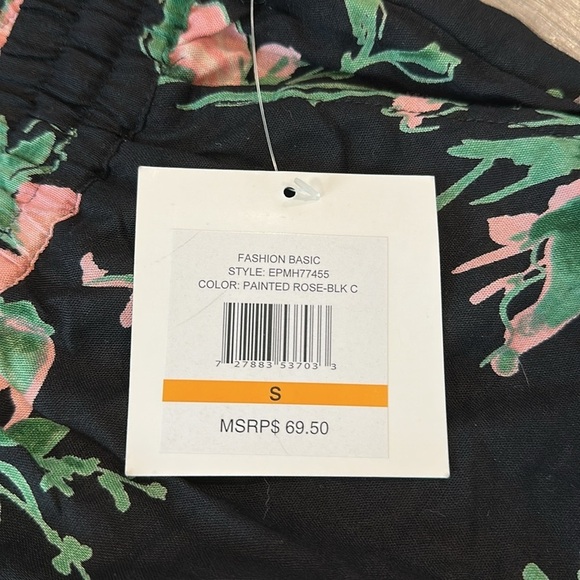 FASHION BASIC
STYLE: EPMH77455
COLOR: PAINTED ROSE-BLK C
7 27883 53703 3
S
MSRP$ 69.50